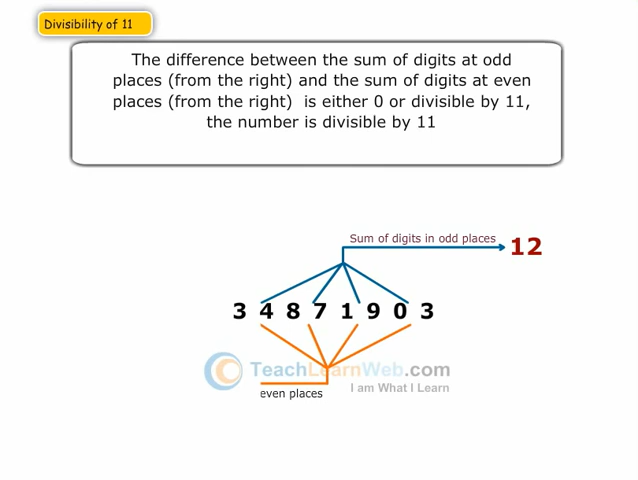 Divisibility of 11
The difference between the sum of digits at odd
places (from the right) and the sum of digits at even
places (from the right) is either 0 or divisible by 11,
the number is divisible by 11
Sum of digits in odd places
12
3 4 8 7 1 9 0 3
TeachLearnWeb.com
I am What I Learn
even places